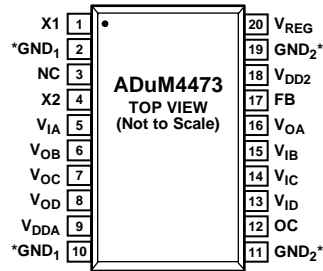 X1 1
*GND1 2
NC 3
X2 4
VIA 5
VOB 6
VOC 7
VOD 8
VDDA 9
*GND1 10
ADuM4473
TOP VIEW
(Not to Scale)
20 VREG
19 GND2*
18 VDD2
17 FB
16 VOA
15 VIB
14 VIC
13 VID
12 OC
11 GND2*